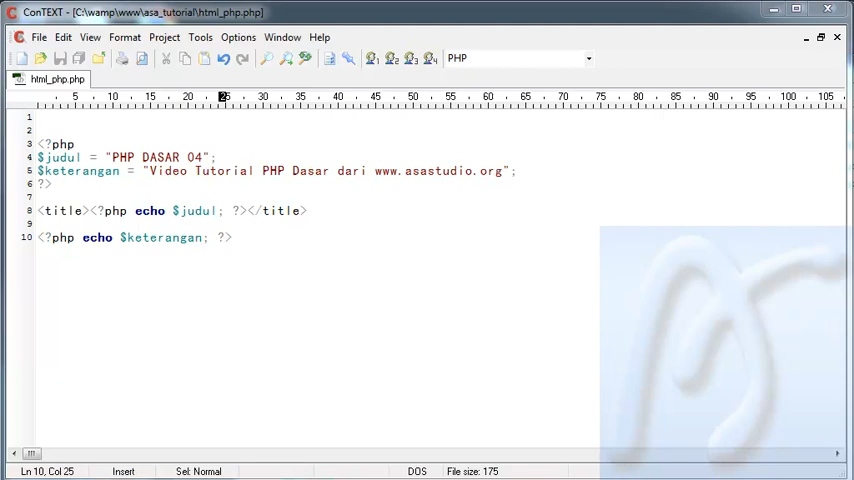 ConTEXT - [C:\wamp\www\asa_tutorial\html_php.php]
File Edit View Format Project Tools Options Window Help
PHP
html_php.php
5 10 15 20 25 30 35 40 45 50 55 60 65 70 75 80 85 90 95 100 105
1
2
3 <?php
4 $judul = "PHP DASAR 04";
5 $keterangan = "Video Tutorial PHP Dasar dari www.asastudio.org";
6 ?>
7
8 <title><?php echo $judul; ?></title>
9
10 <?php echo $keterangan; ?>
Ln 10, Col 25 Insert Sel: Normal DOS File size: 175